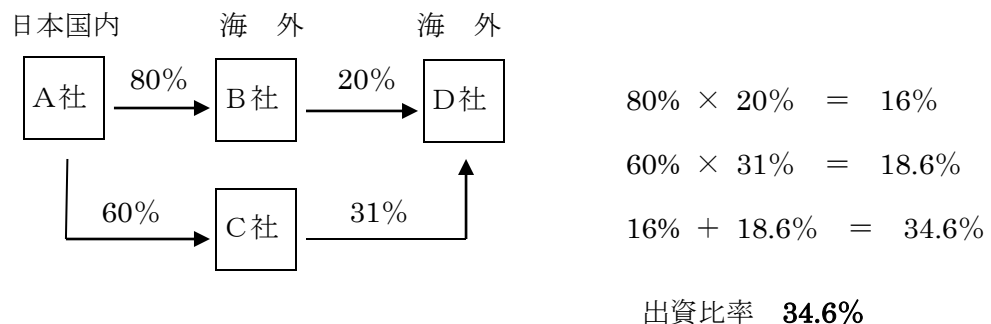 日本国内　海　外　海　外
80%　20%
A社　B社　D社
60%　31%
C社
80% × 20% = 16%
60% × 31% = 18.6%
16% + 18.6% = 34.6%
出資比率　34.6%